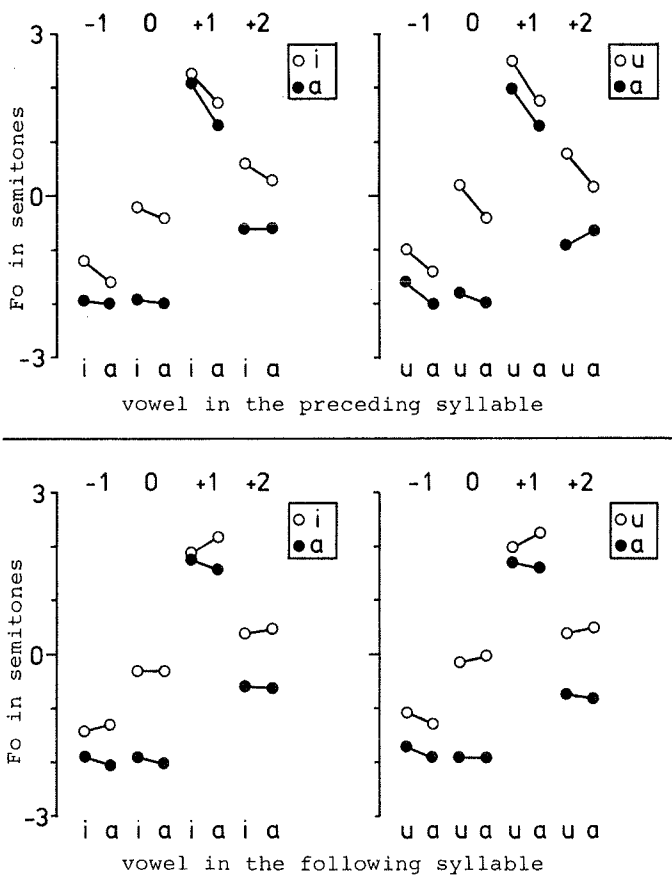 3
-1 0 +1 +2
i
a
-1 0 +1 +2
u
a
Fo in semitones
0
-3
i a i a i a i a
u a u a u a u a
vowel in the preceding syllable
3
-1 0 +1 +2
i
a
-1 0 +1 +2
u
a
Fo in semitones
0
-3
i a i a i a i a
u a u a u a u a
vowel in the following syllable